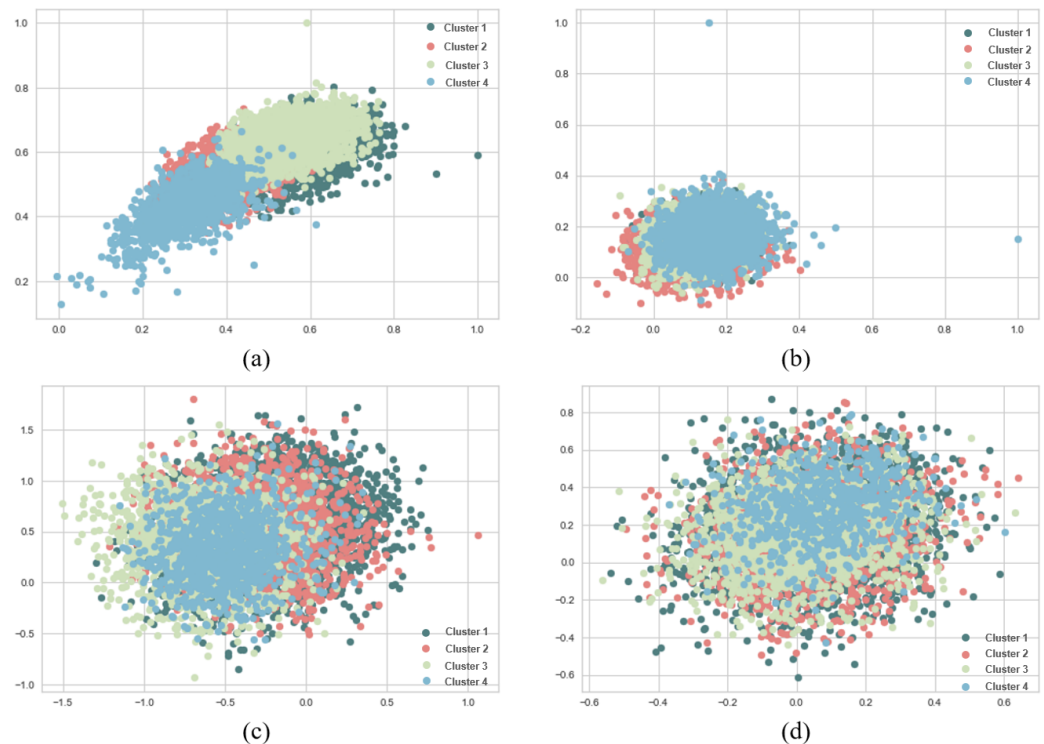 1.0
0.8
0.6
0.4
0.2
0.0 0.2 0.4 0.6 0.8 1.0
Cluster 1
Cluster 2
Cluster 3
Cluster 4
(a)
1.0
0.8
0.6
0.4
0.2
0.0
−0.2 0.0 0.2 0.4 0.6 0.8 1.0
Cluster 1
Cluster 2
Cluster 3
Cluster 4
(b)
1.5
1.0
0.5
0.0
−0.5
−1.0
−1.5 −1.0 −0.5 0.0 0.5 1.0
Cluster 1
Cluster 2
Cluster 3
Cluster 4
(c)
0.8
0.6
0.4
0.2
0.0
−0.2
−0.4
−0.6
−0.6 −0.4 −0.2 0.0 0.2 0.4 0.6
Cluster 1
Cluster 2
Cluster 3
Cluster 4
(d)